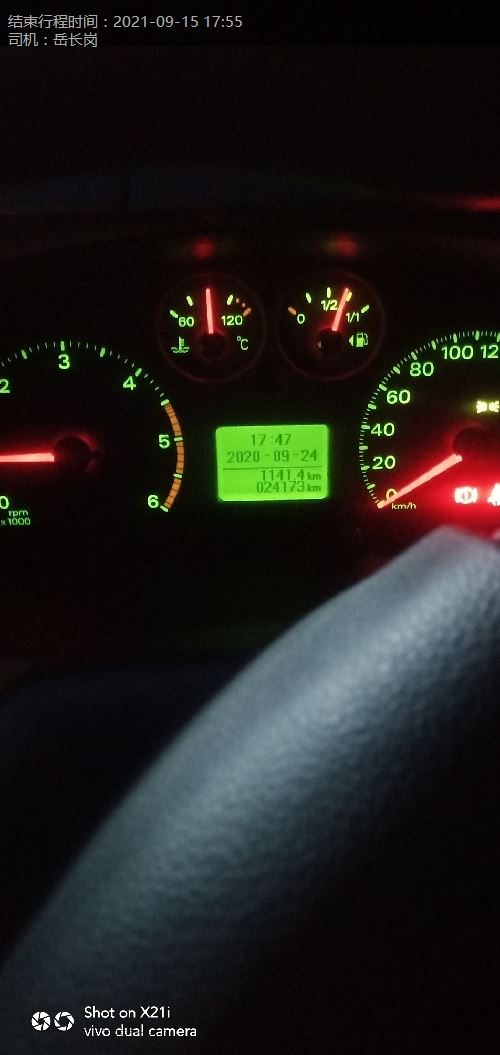 结束行程时间：2021-09-15 17:55
司机：岳长岗
60 120 ℃
0 1/2 1/1
2 3 4 5 6
0
rpm
x1000
17:47
2020-09-24
1141.4 km
024173 km
0 20 40 60 80 100 12
km/h
Shot on X21i
vivo dual camera